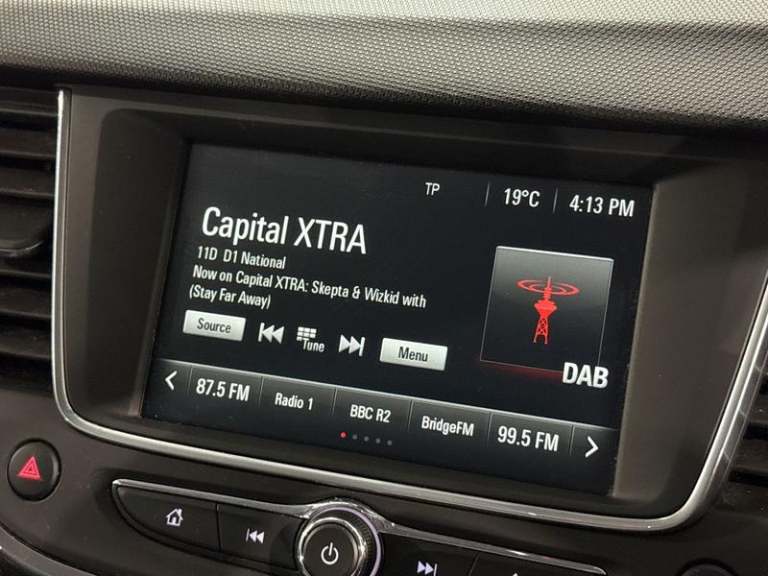 TP 19°C 4:13 PM
Capital XTRA
11D D1 National
Now on Capital XTRA: Skepta & Wizkid with
(Stay Far Away)
Source Tune Menu
DAB
87.5 FM Radio 1 BBC R2 BridgeFM 99.5 FM